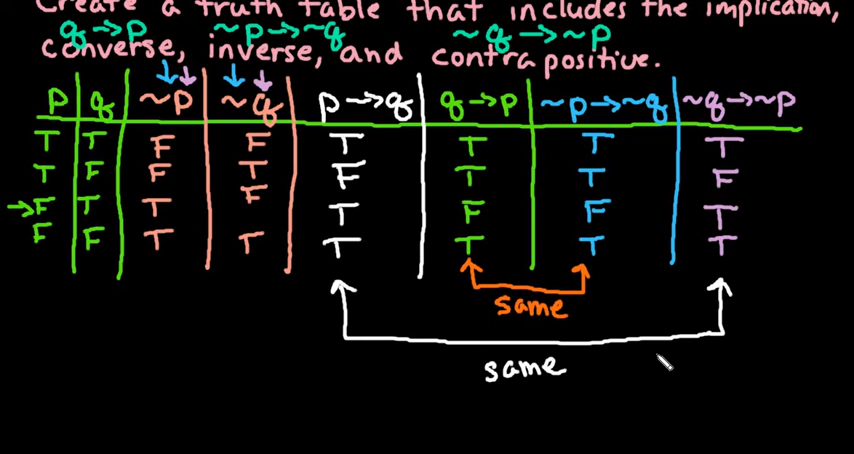 Create a truth table that includes the implication,
q→p ~p→~q ~q→~p
converse, inverse, and contrapositive.
p q ~p ~q p→q q→p ~p→~q ~q→~p
T T F F T T T T
T F F T F T T F
→F T T F T F F T
F F T T T T T T
same
same